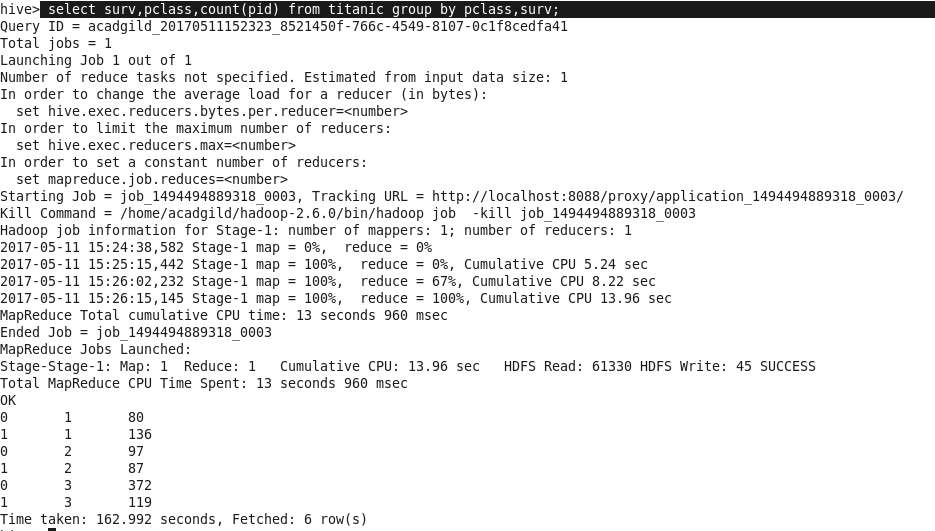 hive> select surv,pclass,count(pid) from titanic group by pclass,surv;
Query ID = acadgild_20170511152323_8521450f-766c-4549-8107-0c1f8cedfa41
Total jobs = 1
Launching Job 1 out of 1
Number of reduce tasks not specified. Estimated from input data size: 1
In order to change the average load for a reducer (in bytes):
  set hive.exec.reducers.bytes.per.reducer=<number>
In order to limit the maximum number of reducers:
  set hive.exec.reducers.max=<number>
In order to set a constant number of reducers:
  set mapreduce.job.reduces=<number>
Starting Job = job_1494494889318_0003, Tracking URL = http://localhost:8088/proxy/application_1494494889318_0003/
Kill Command = /home/acadgild/hadoop-2.6.0/bin/hadoop job  -kill job_1494494889318_0003
Hadoop job information for Stage-1: number of mappers: 1; number of reducers: 1
2017-05-11 15:24:38,582 Stage-1 map = 0%,  reduce = 0%
2017-05-11 15:25:15,442 Stage-1 map = 100%,  reduce = 0%, Cumulative CPU 5.24 sec
2017-05-11 15:26:02,232 Stage-1 map = 100%,  reduce = 67%, Cumulative CPU 8.22 sec
2017-05-11 15:26:15,145 Stage-1 map = 100%,  reduce = 100%, Cumulative CPU 13.96 sec
MapReduce Total cumulative CPU time: 13 seconds 960 msec
Ended Job = job_1494494889318_0003
MapReduce Jobs Launched:
Stage-Stage-1: Map: 1  Reduce: 1   Cumulative CPU: 13.96 sec   HDFS Read: 61330 HDFS Write: 45 SUCCESS
Total MapReduce CPU Time Spent: 13 seconds 960 msec
OK
0       1       80
1       1       136
0       2       97
1       2       87
0       3       372
1       3       119
Time taken: 162.992 seconds, Fetched: 6 row(s)